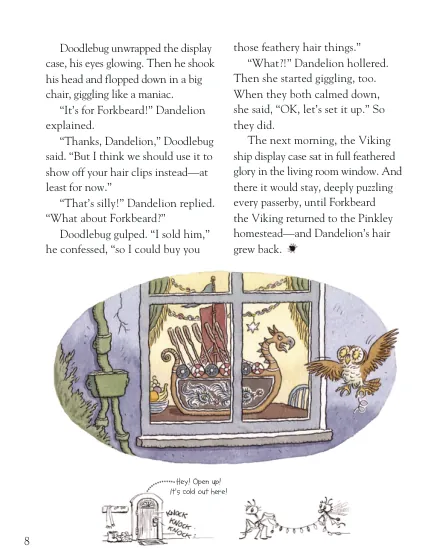 Doodlebug unwrapped the display
case, his eyes glowing. Then he shook
his head and flopped down in a big
chair, giggling like a maniac.
“It’s for Forkbeard!” Dandelion
explained.
“Thanks, Dandelion,” Doodlebug
said. “But I think we should use it to
show off your hair clips instead—at
least for now.”
“That’s silly!” Dandelion replied.
“What about Forkbeard?”
Doodlebug gulped. “I sold him,”
he confessed, “so I could buy you
those feathery hair things.”
“What?!” Dandelion hollered.
Then she started giggling, too.
When they both calmed down,
she said, “OK, let’s set it up.” So
they did.
The next morning, the Viking
ship display case sat in full feathered
glory in the living room window. And
there it would stay, deeply puzzling
every passerby, until Forkbeard
the Viking returned to the Pinkley
homestead—and Dandelion’s hair
grew back.
Hey! Open up!
It’s cold out here!
KNOCK
KNOCK
KNOCK
8